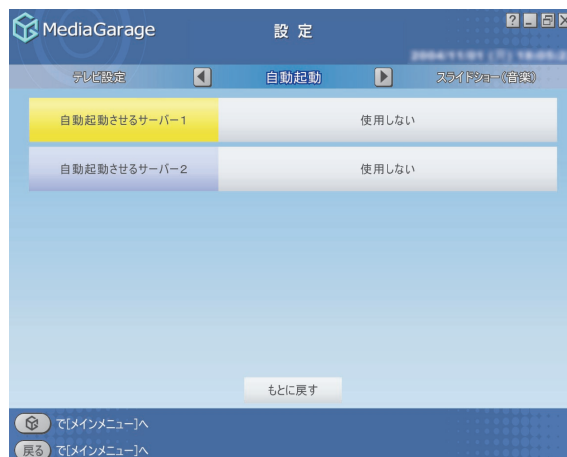 MediaGarage
設定
? _ X
テレビ設定 ◀ 自動起動 ▶ スライドショー(音楽)
自動起動させるサーバー1 使用しない
自動起動させるサーバー2 使用しない
もとに戻す
で[メインメニュー]へ
戻る で[メインメニュー]へ